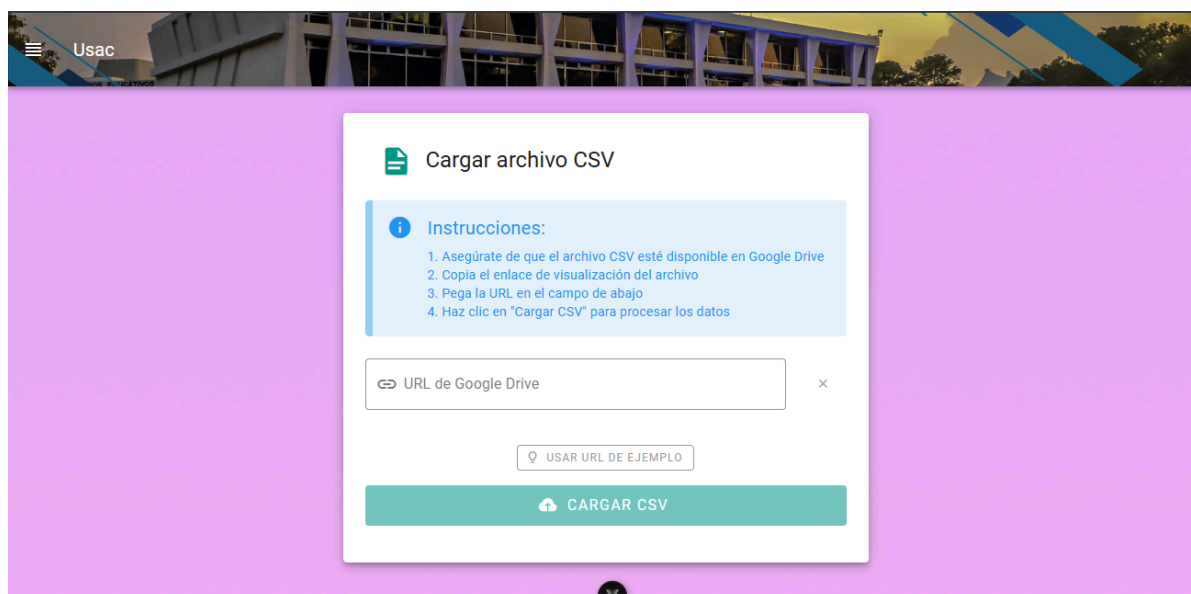 Usac
Cargar archivo CSV
Instrucciones:
1. Asegúrate de que el archivo CSV esté disponible en Google Drive
2. Copia el enlace de visualización del archivo
3. Pega la URL en el campo de abajo
4. Haz clic en "Cargar CSV" para procesar los datos
URL de Google Drive
USAR URL DE EJEMPLO
CARGAR CSV